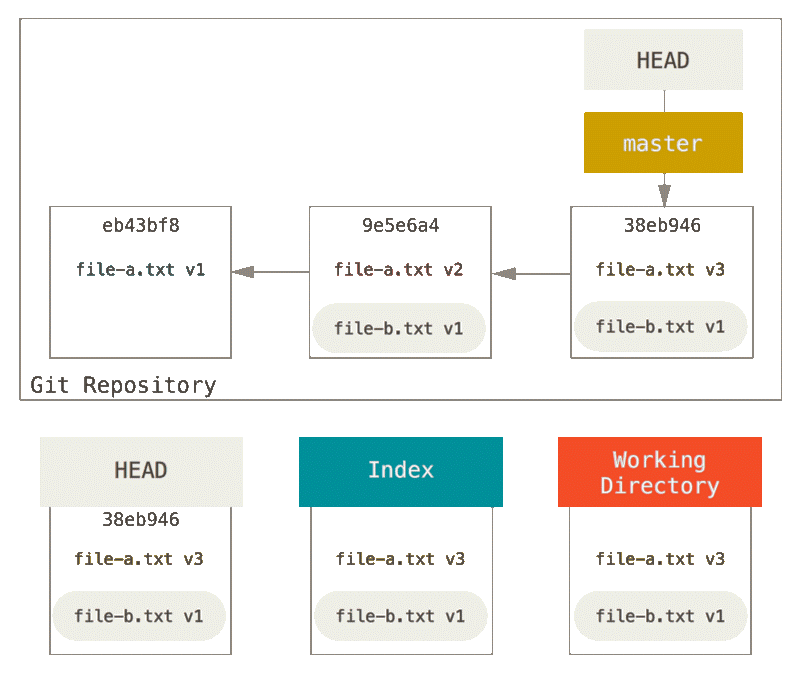 HEAD
master
eb43bf8
9e5e6a4
38eb946
file-a.txt v1
file-a.txt v2
file-a.txt v3
file-b.txt v1
file-b.txt v1
Git Repository
HEAD
Index
Working
Directory
38eb946
file-a.txt v3
file-a.txt v3
file-a.txt v3
file-b.txt v1
file-b.txt v1
file-b.txt v1